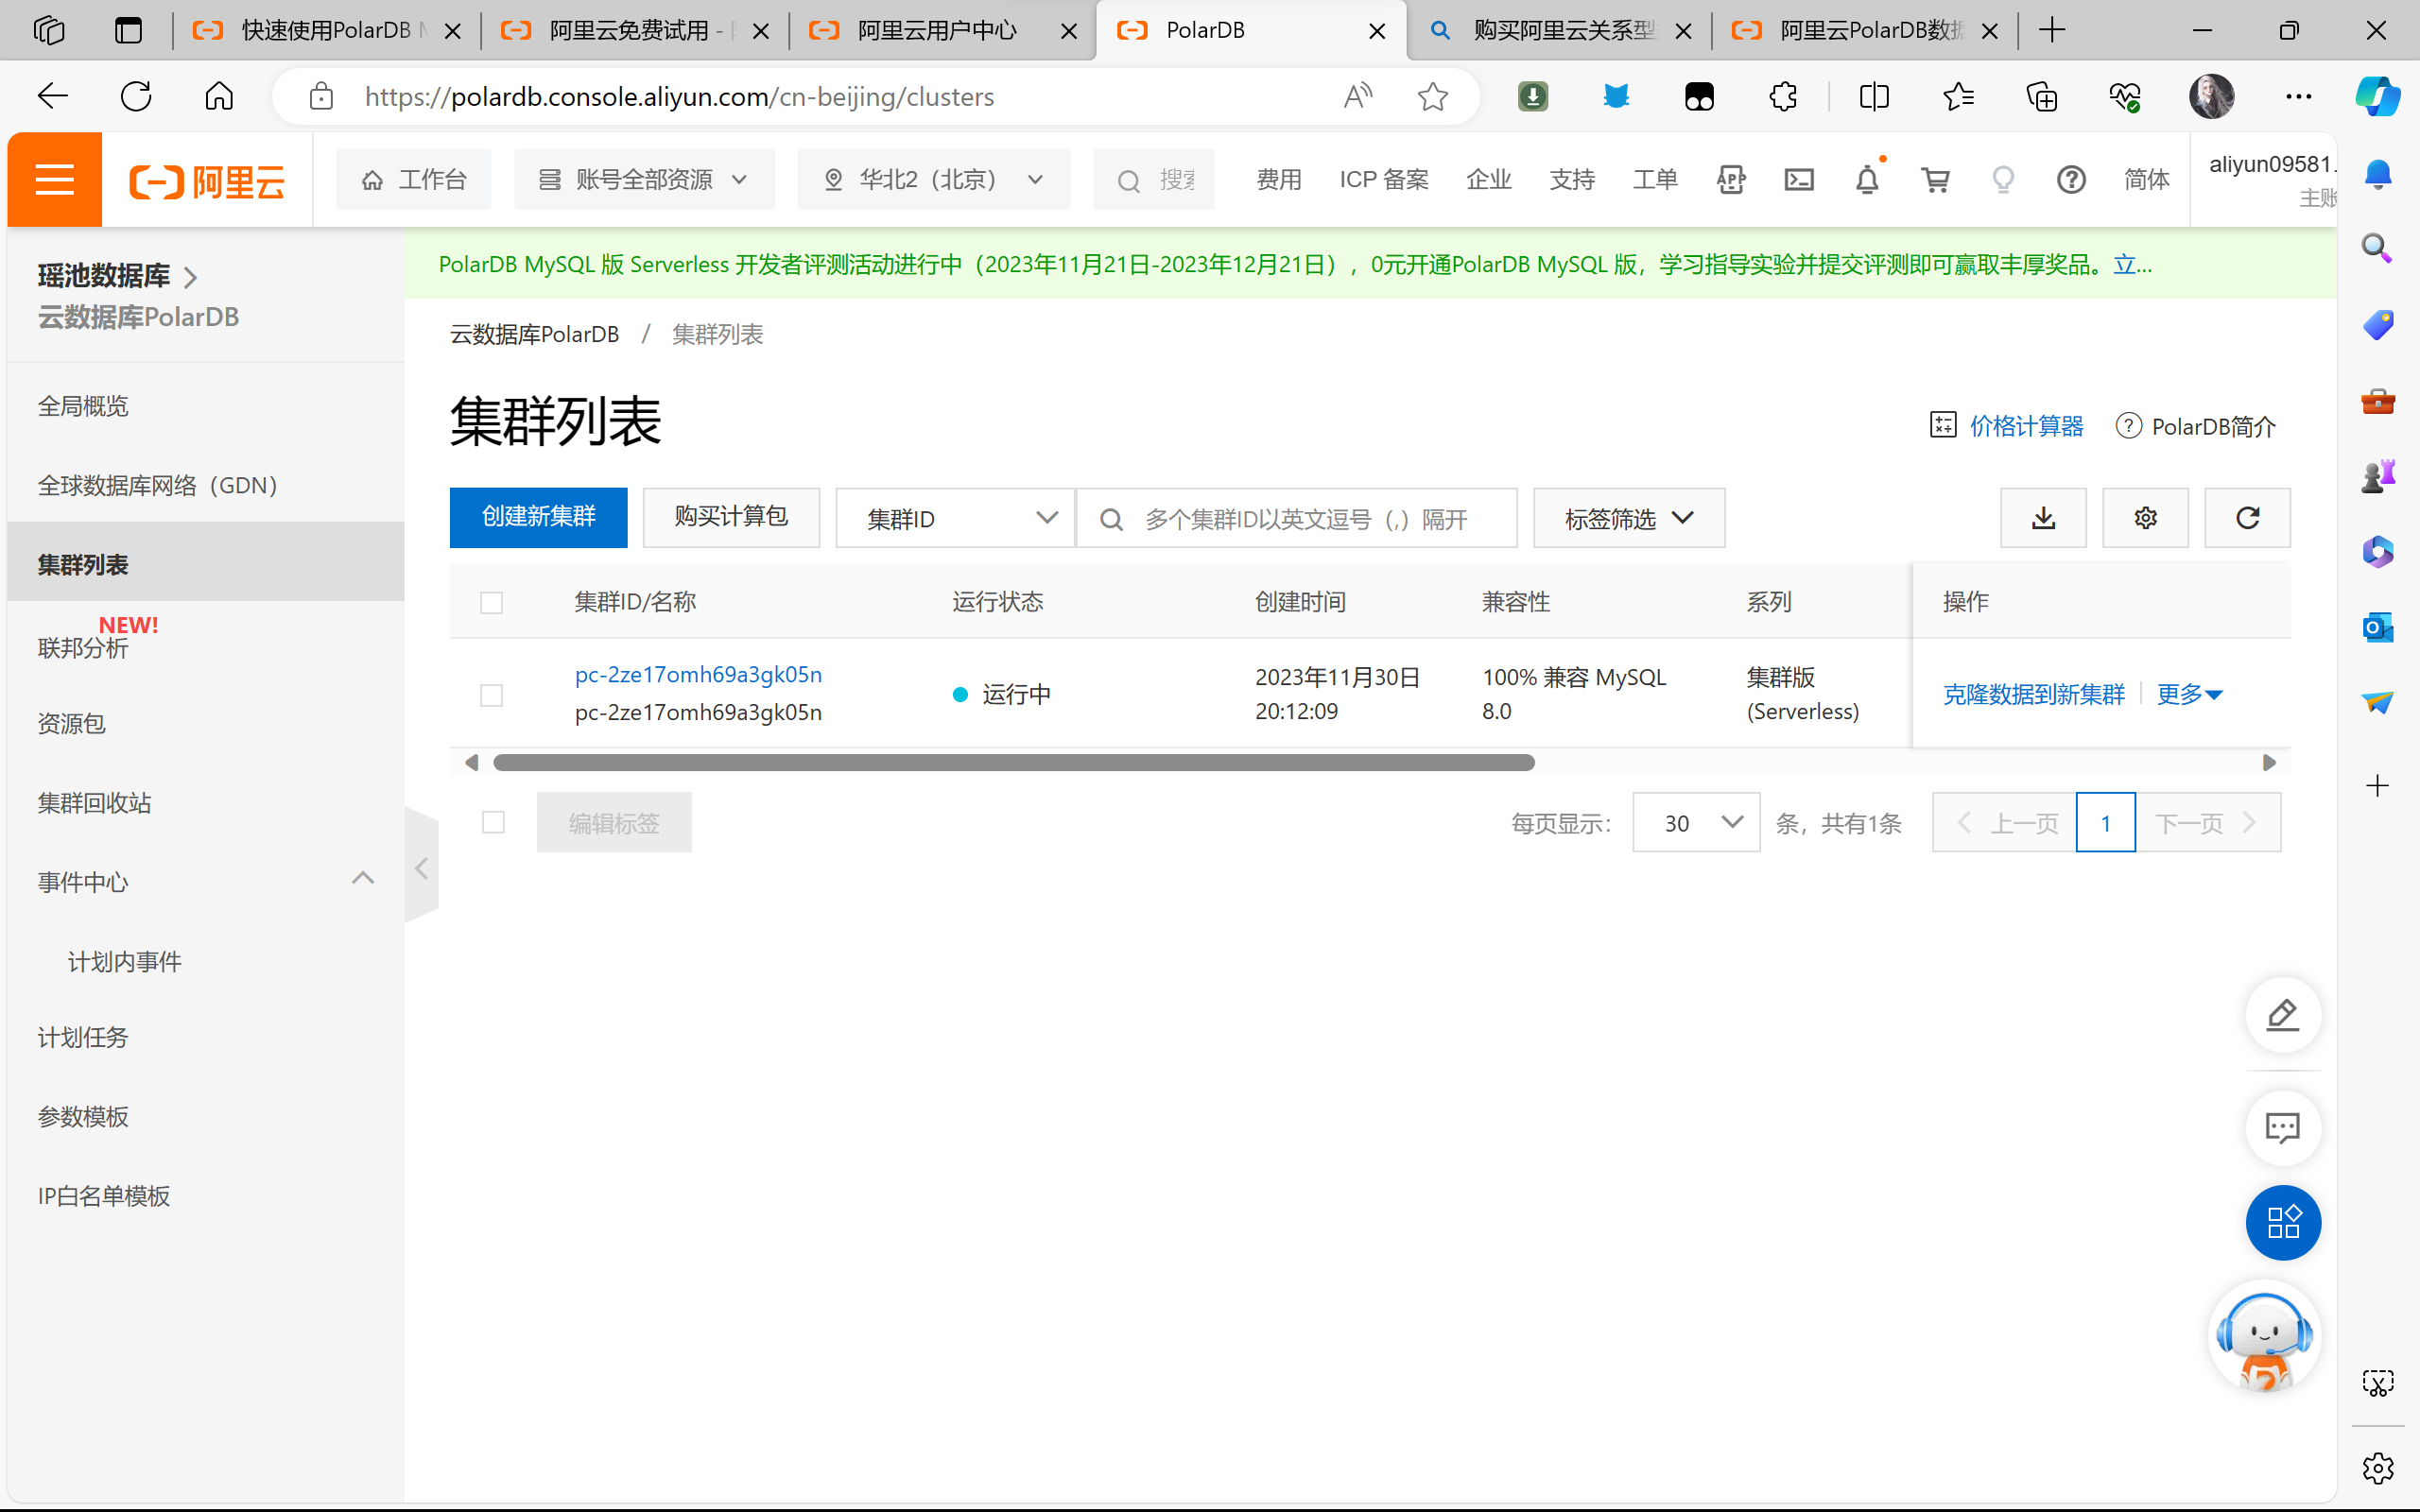 快速使用PolarDB
阿里云免费试用 -
阿里云用户中心
PolarDB
购买阿里云关系型
阿里云PolarDB数据
https://polardb.console.aliyun.com/cn-beijing/clusters
阿里云
工作台
账号全部资源
华北2（北京）
搜索
费用
ICP 备案
企业
支持
工单
APP
简体
aliyun09581.
主账
瑶池数据库
云数据库PolarDB
全局概览
全球数据库网络（GDN）
集群列表
NEW!
联邦分析
资源包
集群回收站
事件中心
计划内事件
计划任务
参数模板
IP白名单模板
PolarDB MySQL 版 Serverless 开发者评测活动进行中（2023年11月21日-2023年12月21日），0元开通PolarDB MySQL 版，学习指导实验并提交评测即可赢取丰厚奖品。立...
云数据库PolarDB / 集群列表
集群列表
价格计算器
PolarDB简介
创建新集群
购买计算包
集群ID
多个集群ID以英文逗号（,）隔开
标签筛选
集群ID/名称 运行状态 创建时间 兼容性 系列 操作
pc-2ze17omh69a3gk05n
pc-2ze17omh69a3gk05n
运行中
2023年11月30日
20:12:09
100% 兼容 MySQL
8.0
集群版
(Serverless)
克隆数据到新集群
更多
编辑标签
每页显示：
30
条，共有1条
上一页
1
下一页